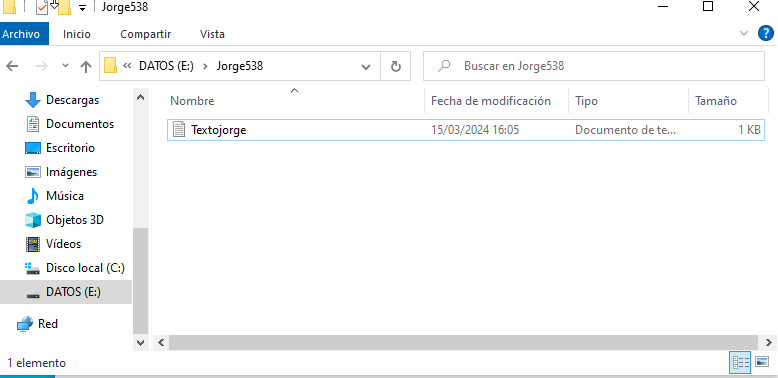 Jorge538
Archivo Inicio Compartir Vista
DATOS (E:) Jorge538 Buscar en Jorge538
Nombre Fecha de modificación Tipo Tamaño
Textojorge 15/03/2024 16:05 Documento de te... 1 KB
Descargas
Documentos
Escritorio
Imágenes
Música
Objetos 3D
Vídeos
Disco local (C:)
DATOS (E:)
Red
1 elemento